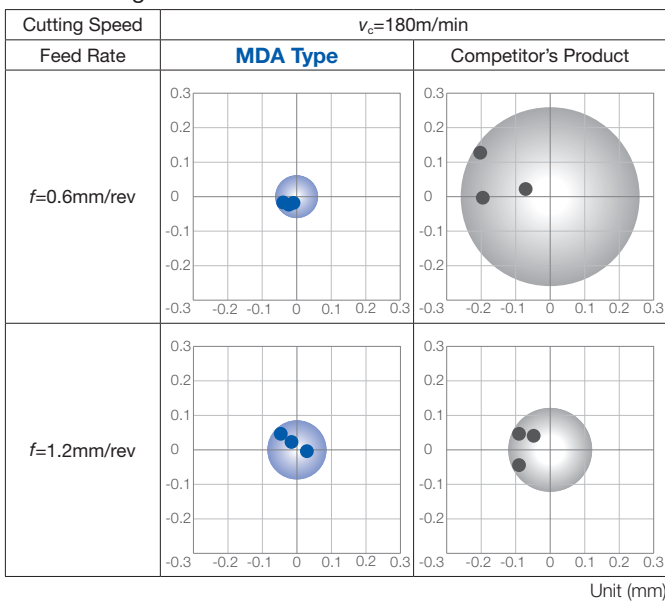 Cutting Speed vc=180m/min
Feed Rate MDA Type Competitor's Product
f=0.6mm/rev
0.3
0.2
0.1
0
-0.1
-0.2
-0.3 -0.2 -0.1 0 0.1 0.2 0.3
0.3
0.2
0.1
0
-0.1
-0.2
-0.3 -0.2 -0.1 0 0.1 0.2 0.3
f=1.2mm/rev
0.3
0.2
0.1
0
-0.1
-0.2
-0.3 -0.2 -0.1 0 0.1 0.2 0.3
0.3
0.2
0.1
0
-0.1
-0.2
-0.3 -0.2 -0.1 0 0.1 0.2 0.3
Unit (mm)